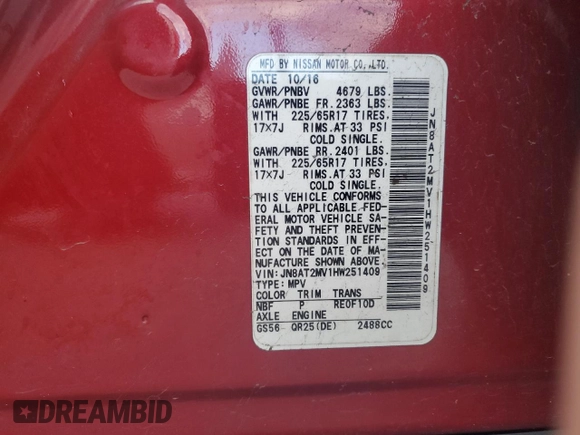 MFD BY NISSAN MOTOR CO.,LTD.
DATE 10/16
GVWR/PNBV 4679 LBS.
GAWR/PNBE FR. 2363 LBS.
WITH 225/65R17 TIRES.
17×7J RIMS. AT 33 PSI
COLD SINGLE.
GAWR/PNBE RR. 2401 LBS.
WITH 225/65R17 TIRES.
17×7J RIMS. AT 33 PSI
COLD SINGLE.
THIS VEHICLE CONFORMS
TO ALL APPLICABLE FED-
ERAL MOTOR VEHICLE SA-
FETY AND THEFT PREVEN-
TION STANDARDS IN EFF-
ECT ON THE DATE OF MA-
NUFACTURE SHOWN ABOVE.
VIN:JN8AT2MV1HW251409
TYPE:MPV
COLOR TRIM TRANS
NBF P RE0F10D
AXLE ENGINE
GS56 QR25(DE) 2488CC
JN8AT2MV1HW251409
DREAMBID